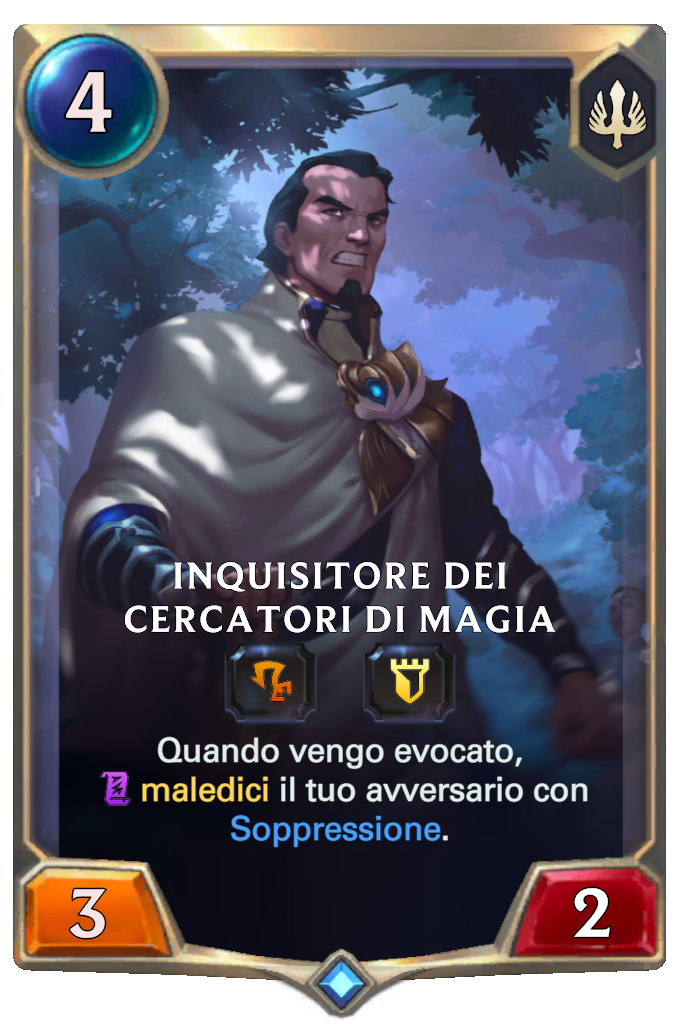 4
INQUISITORE DEI
CERCATORI DI MAGIA
Quando vengo evocato,
maledici il tuo avversario con
Soppressione.
3
2